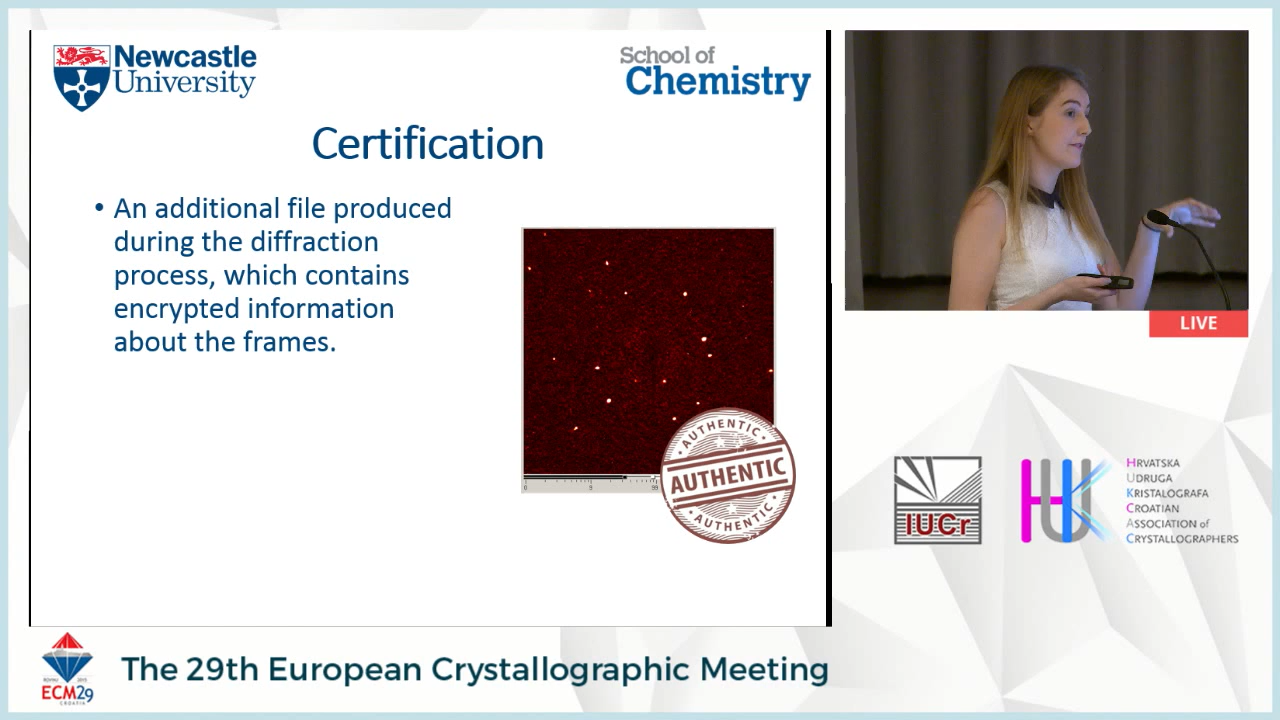 Newcastle
University
School of
Chemistry
Certification
• An additional file produced
during the diffraction
process, which contains
encrypted information
about the frames.
AUTHENTIC
AUTHENTIC
AUTHENTIC
LIVE
IUCr
HRVATSKA
UDRUGA
KRISTALOGRAFA
CROATIAN
ASSOCIATION of
CRYSTALLOGRAPHERS
ECM29
CROATIA
The 29th European Crystallographic Meeting